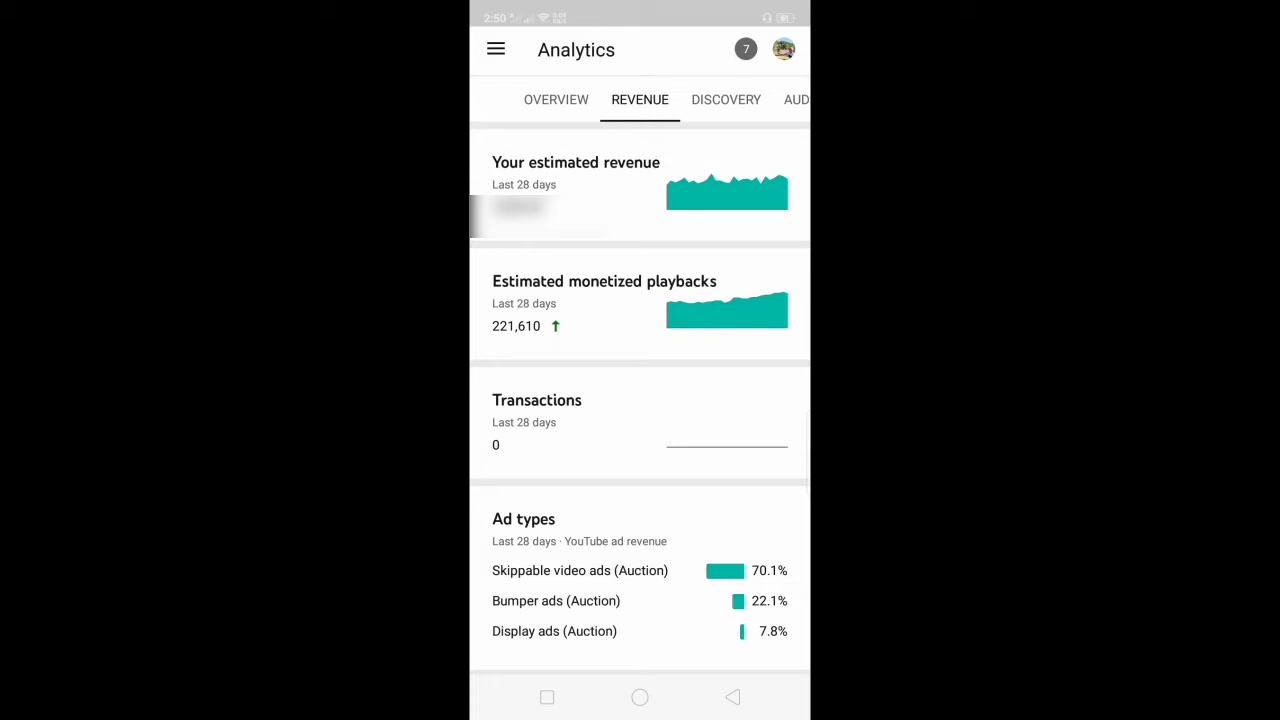 2:50
Analytics
7
OVERVIEW REVENUE DISCOVERY AUD
Your estimated revenue
Last 28 days
Estimated monetized playbacks
Last 28 days
221,610
Transactions
Last 28 days
0
Ad types
Last 28 days · YouTube ad revenue
Skippable video ads (Auction) 70.1%
Bumper ads (Auction) 22.1%
Display ads (Auction) 7.8%